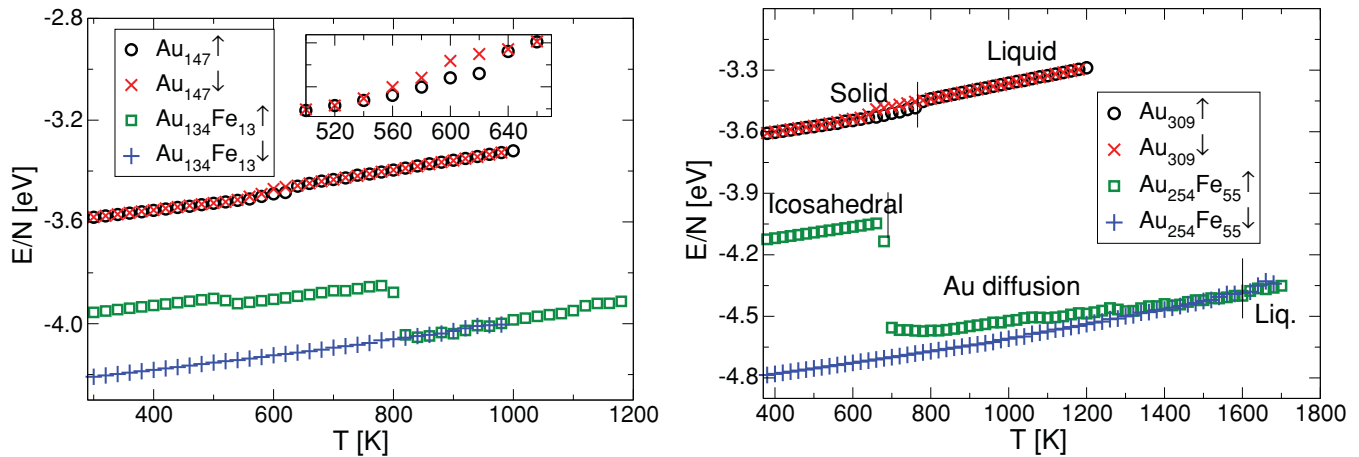 -2.8
-3.2
-3.6
-4.0
E/N [eV]
Au147↑
Au147↓
Au134Fe13↑
Au134Fe13↓
520 560 600 640
400 600 800 1000 1200
T [K]
-3.3
-3.6
-3.9
-4.2
-4.5
-4.8
E/N [eV]
Liquid
Solid
Icosahedral
Au diffusion
Liq.
Au309↑
Au309↓
Au254Fe55↑
Au254Fe55↓
400 600 800 1000 1200 1400 1600 1800
T [K]